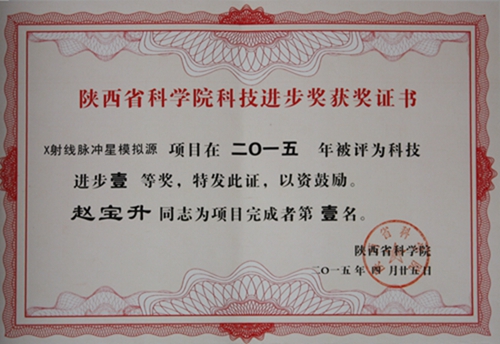 陕西省科学院科技进步奖获奖证书
X射线脉冲星模拟源 项目在 二〇一五 年被评为科技
进步壹 等奖，特发此证，以资鼓励。
赵宝升 同志为项目完成者第 壹名。
陕西省科学院
二〇一五年 四 月廿五日